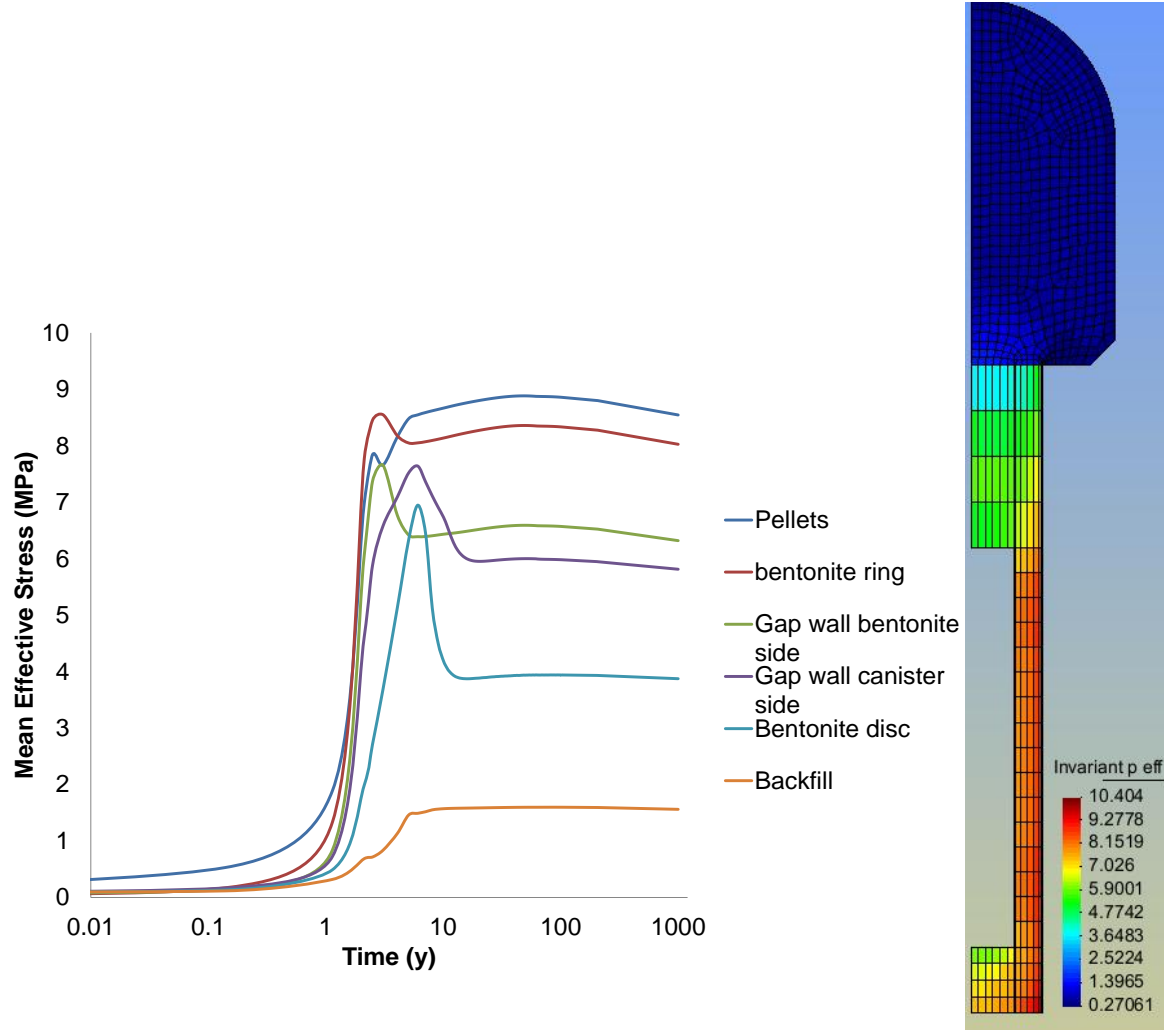 10
9
8
7
6
5
4
3
2
1
0
Mean Effective Stress (MPa)
0.01 0.1 1 10 100 1000
Time (y)
Pellets
bentonite ring
Gap wall bentonite
side
Gap wall canister
side
Bentonite disc
Backfill
Invariant p eff
10.404
9.2778
8.1519
7.026
5.9001
4.7742
3.6483
2.5224
1.3965
0.27061